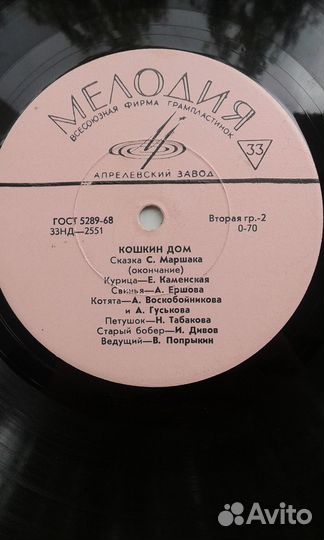 МЕЛОДИЯ
ВСЕСОЮЗНАЯ ФИРМА ГРАМПЛАСТИНОК
33
АПРЕЛЕВСКИЙ ЗАВОД
ГОСТ 5289-68
33НД—2551
Вторая гр.-2
0-70
КОШКИН ДОМ
Сказка С. Маршака
(окончание)
Курица—Е. Каменская
Свинья—А. Ершова
Котята—А. Воскобойникова
и А. Гуськова
Петушок—Н. Табакова
Старый бобер—И. Дивов
Ведущий—В. Попрыкин
Avito